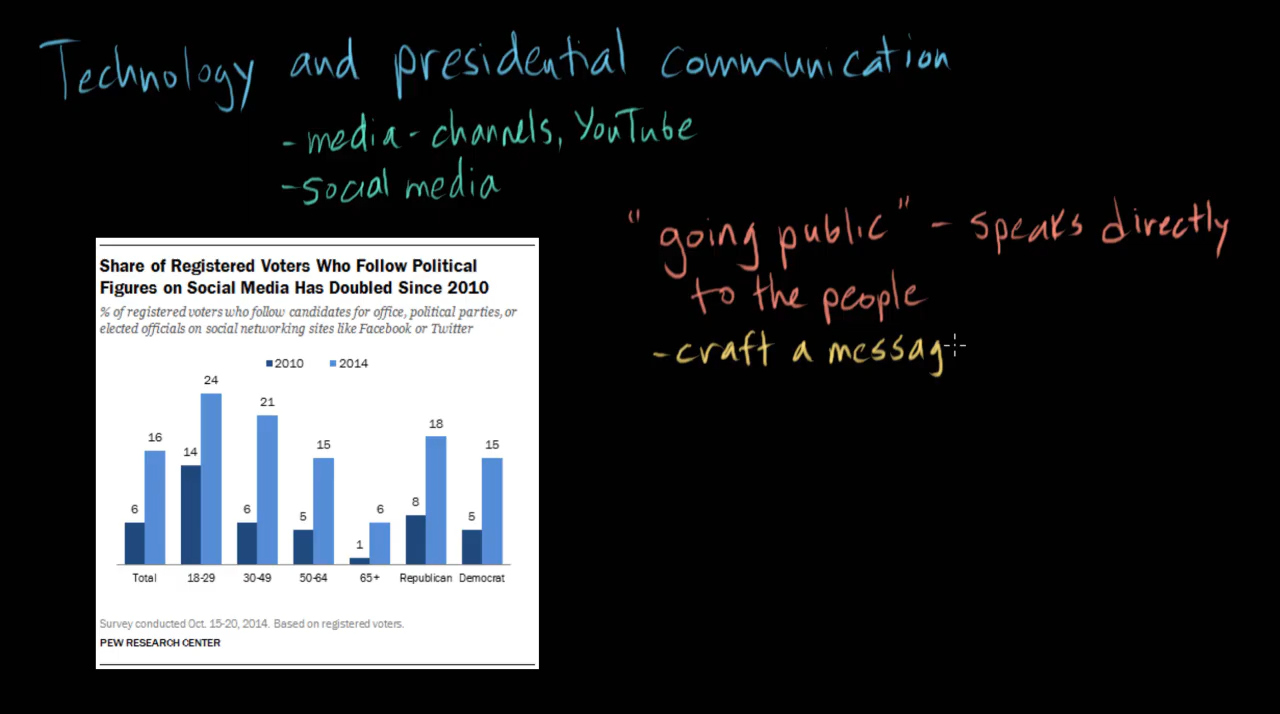 Technology and presidential communication
- media - channels, YouTube
- social media
"going public" - speaks directly
to the people
- craft a messag
Share of Registered Voters Who Follow Political
Figures on Social Media Has Doubled Since 2010
% of registered voters who follow candidates for office, political parties, or
elected officials on social networking sites like Facebook or Twitter
2010 2014
6 16 14 24 6 21 5 15 1 6 8 18 5 15
Total 18-29 30-49 50-64 65+ Republican Democrat
Survey conducted Oct. 15-20, 2014. Based on registered voters.
PEW RESEARCH CENTER